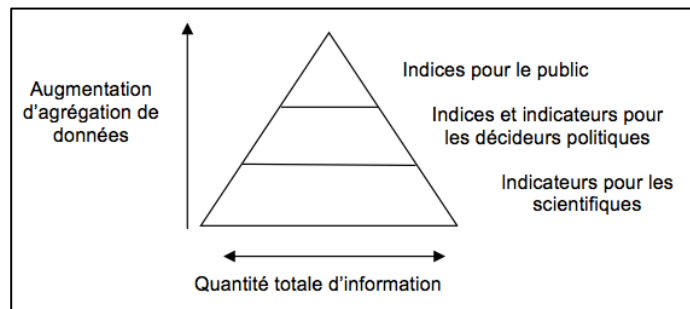 Augmentation
d'agrégation de
données
Indices pour le public
Indices et indicateurs pour
les décideurs politiques
Indicateurs pour les
scientifiques
Quantité totale d'information